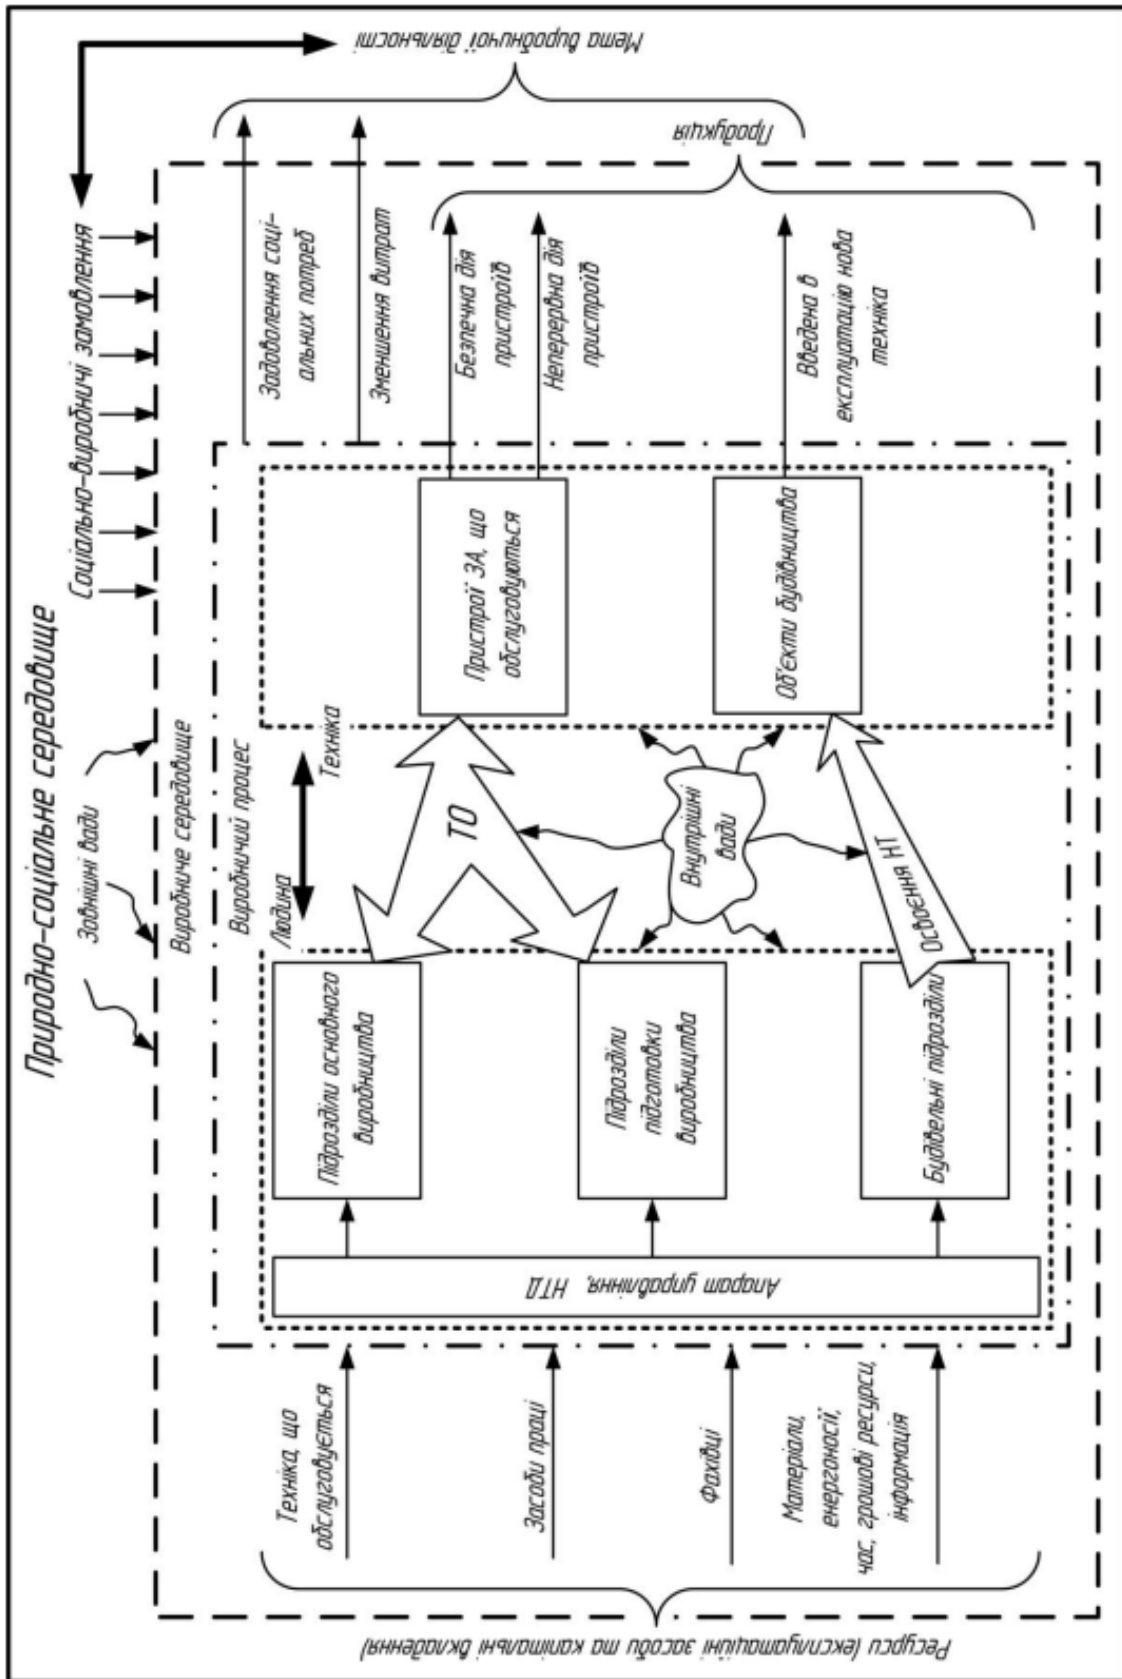 Природно-соціальне середовище
Зовнішні вади
Соціально-виробничі замовлення
Виробниче середовище
Виробничий процес
Людина
Техніка
Ресурси (експлуатаційні засоби та капітальні вкладення)
Техніка, що
обслуговується
Засоби праці
Фахівці
Матеріали,
енергоносії,
час, грошові ресурси,
інформація
Апарат управління, НТД
Підрозділи основного
виробництва
Підрозділи
підготовки
виробництва
Будівельні підрозділи
ТО
Внутрішні
вади
Освоєння НТ
Пристрої ЗА, що
обслуговуються
Об'єкти будівництва
Задоволення соці-
альних потреб
Зменшення витрат
Безпечна дія
пристроїв
Неперервна дія
пристроїв
Введена в
експлуатацію нова
техніка
Продукція
Мета виробничої діяльності